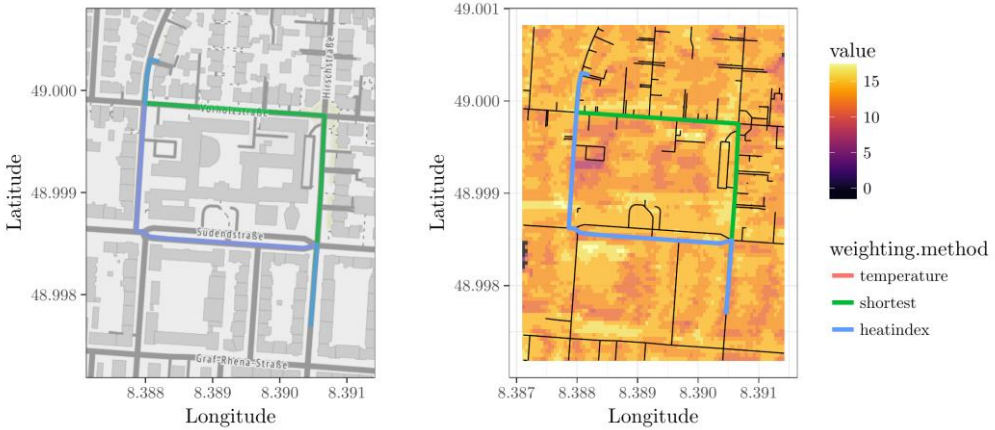 49.001
49.000
48.999
48.998
Latitude
Hirschstraße
Vorholzstraße
Südendstraße
Graf-Rhena-Straße
8.388 8.389 8.390 8.391
Longitude
49.000
48.999
48.998
Latitude
8.387 8.388 8.389 8.390 8.391
Longitude
value
15
10
5
0
weighting.method
temperature
shortest
heatindex